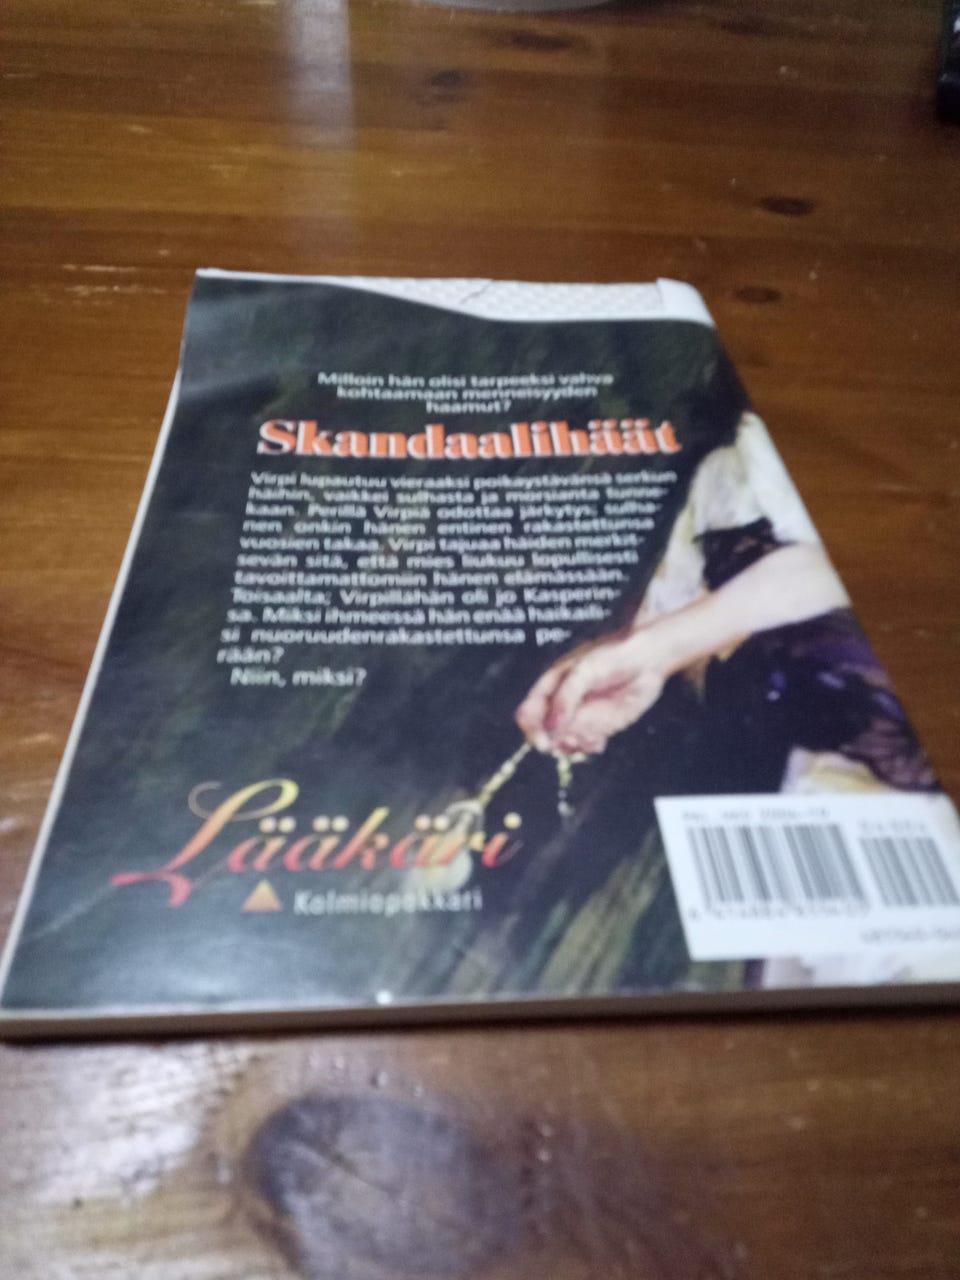 Milloin hän olisi tarpeeksi vahva
kohtaamaan menneisyyden
haamut?
Skandaalihäät
Virpi lupautuu vieraaksi poikaystävänsä serkun
häihin, vaikkei sulhasta ja morsianta tunne-
kaan. Perillä Virpiä odottaa järkytys; sulha-
nen onkin hänen entinen rakastettunsa
vuosien takaa. Virpi tajuaa häiden merkit-
sevän sitä, että mies liukuu lopullisesti
tavoittamattomiin hänen elämässään.
Toisaalta; Virpillähän oli jo Kasperin-
sa. Miksi ihmeessä hän enää haikaili-
si nuoruudenrakastettunsa pe-
rään?
Niin, miksi?
Lääkäri
Kolmiopokkari